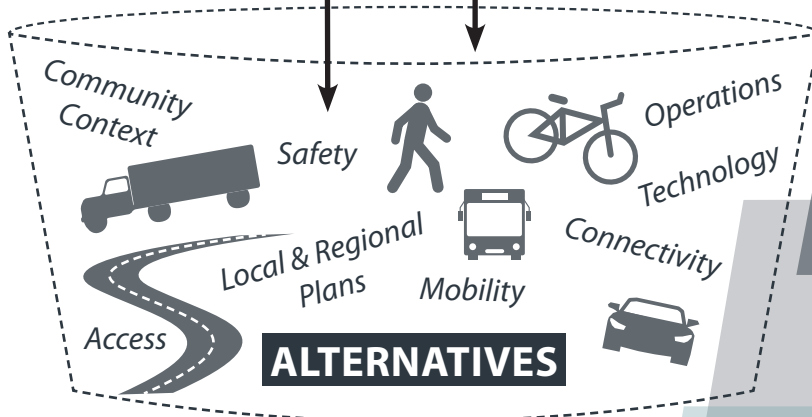 Community
Context
Safety
Operations
Technology
Local & Regional
Plans
Connectivity
Mobility
Access
ALTERNATIVES